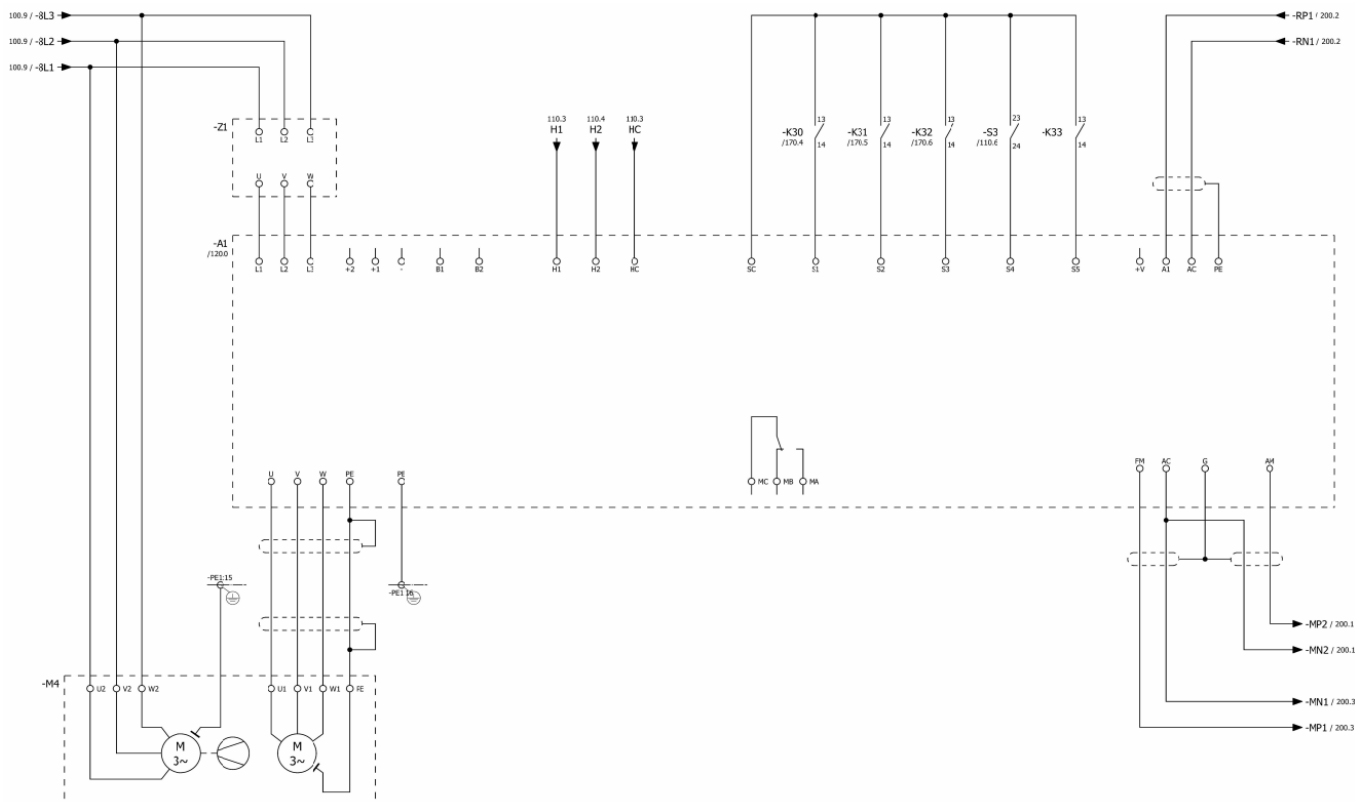 100.9 / -8L3
100.9 / -8L2
100.9 / -8L1
-RP1 / 200.2
-RN1 / 200.2
110.3 110.4 110.3
H1 H2 HC
-Z1
L1 L2 L3
U V W
-K30 13
/170.4 14
-K31 13
/170.5 14
-K32 13
/170.6 14
-S3 23
/110.6 24
-K33 13
14
-A1
/120.0
L1 L2 L3 +2 +1 - B1 B2 H1 H2 HC SC S1 S2 S3 S4 S5 +V A1 AC PE
U V W PE PE
MC MB MA
FM AC G AM
-PE1:15
-PE1:16
-MP2 / 200.1
-MN2 / 200.1
-MN1 / 200.3
-MP1 / 200.3
-M4
U2 V2 W2 U1 V1 W1
M
3~
M
3~